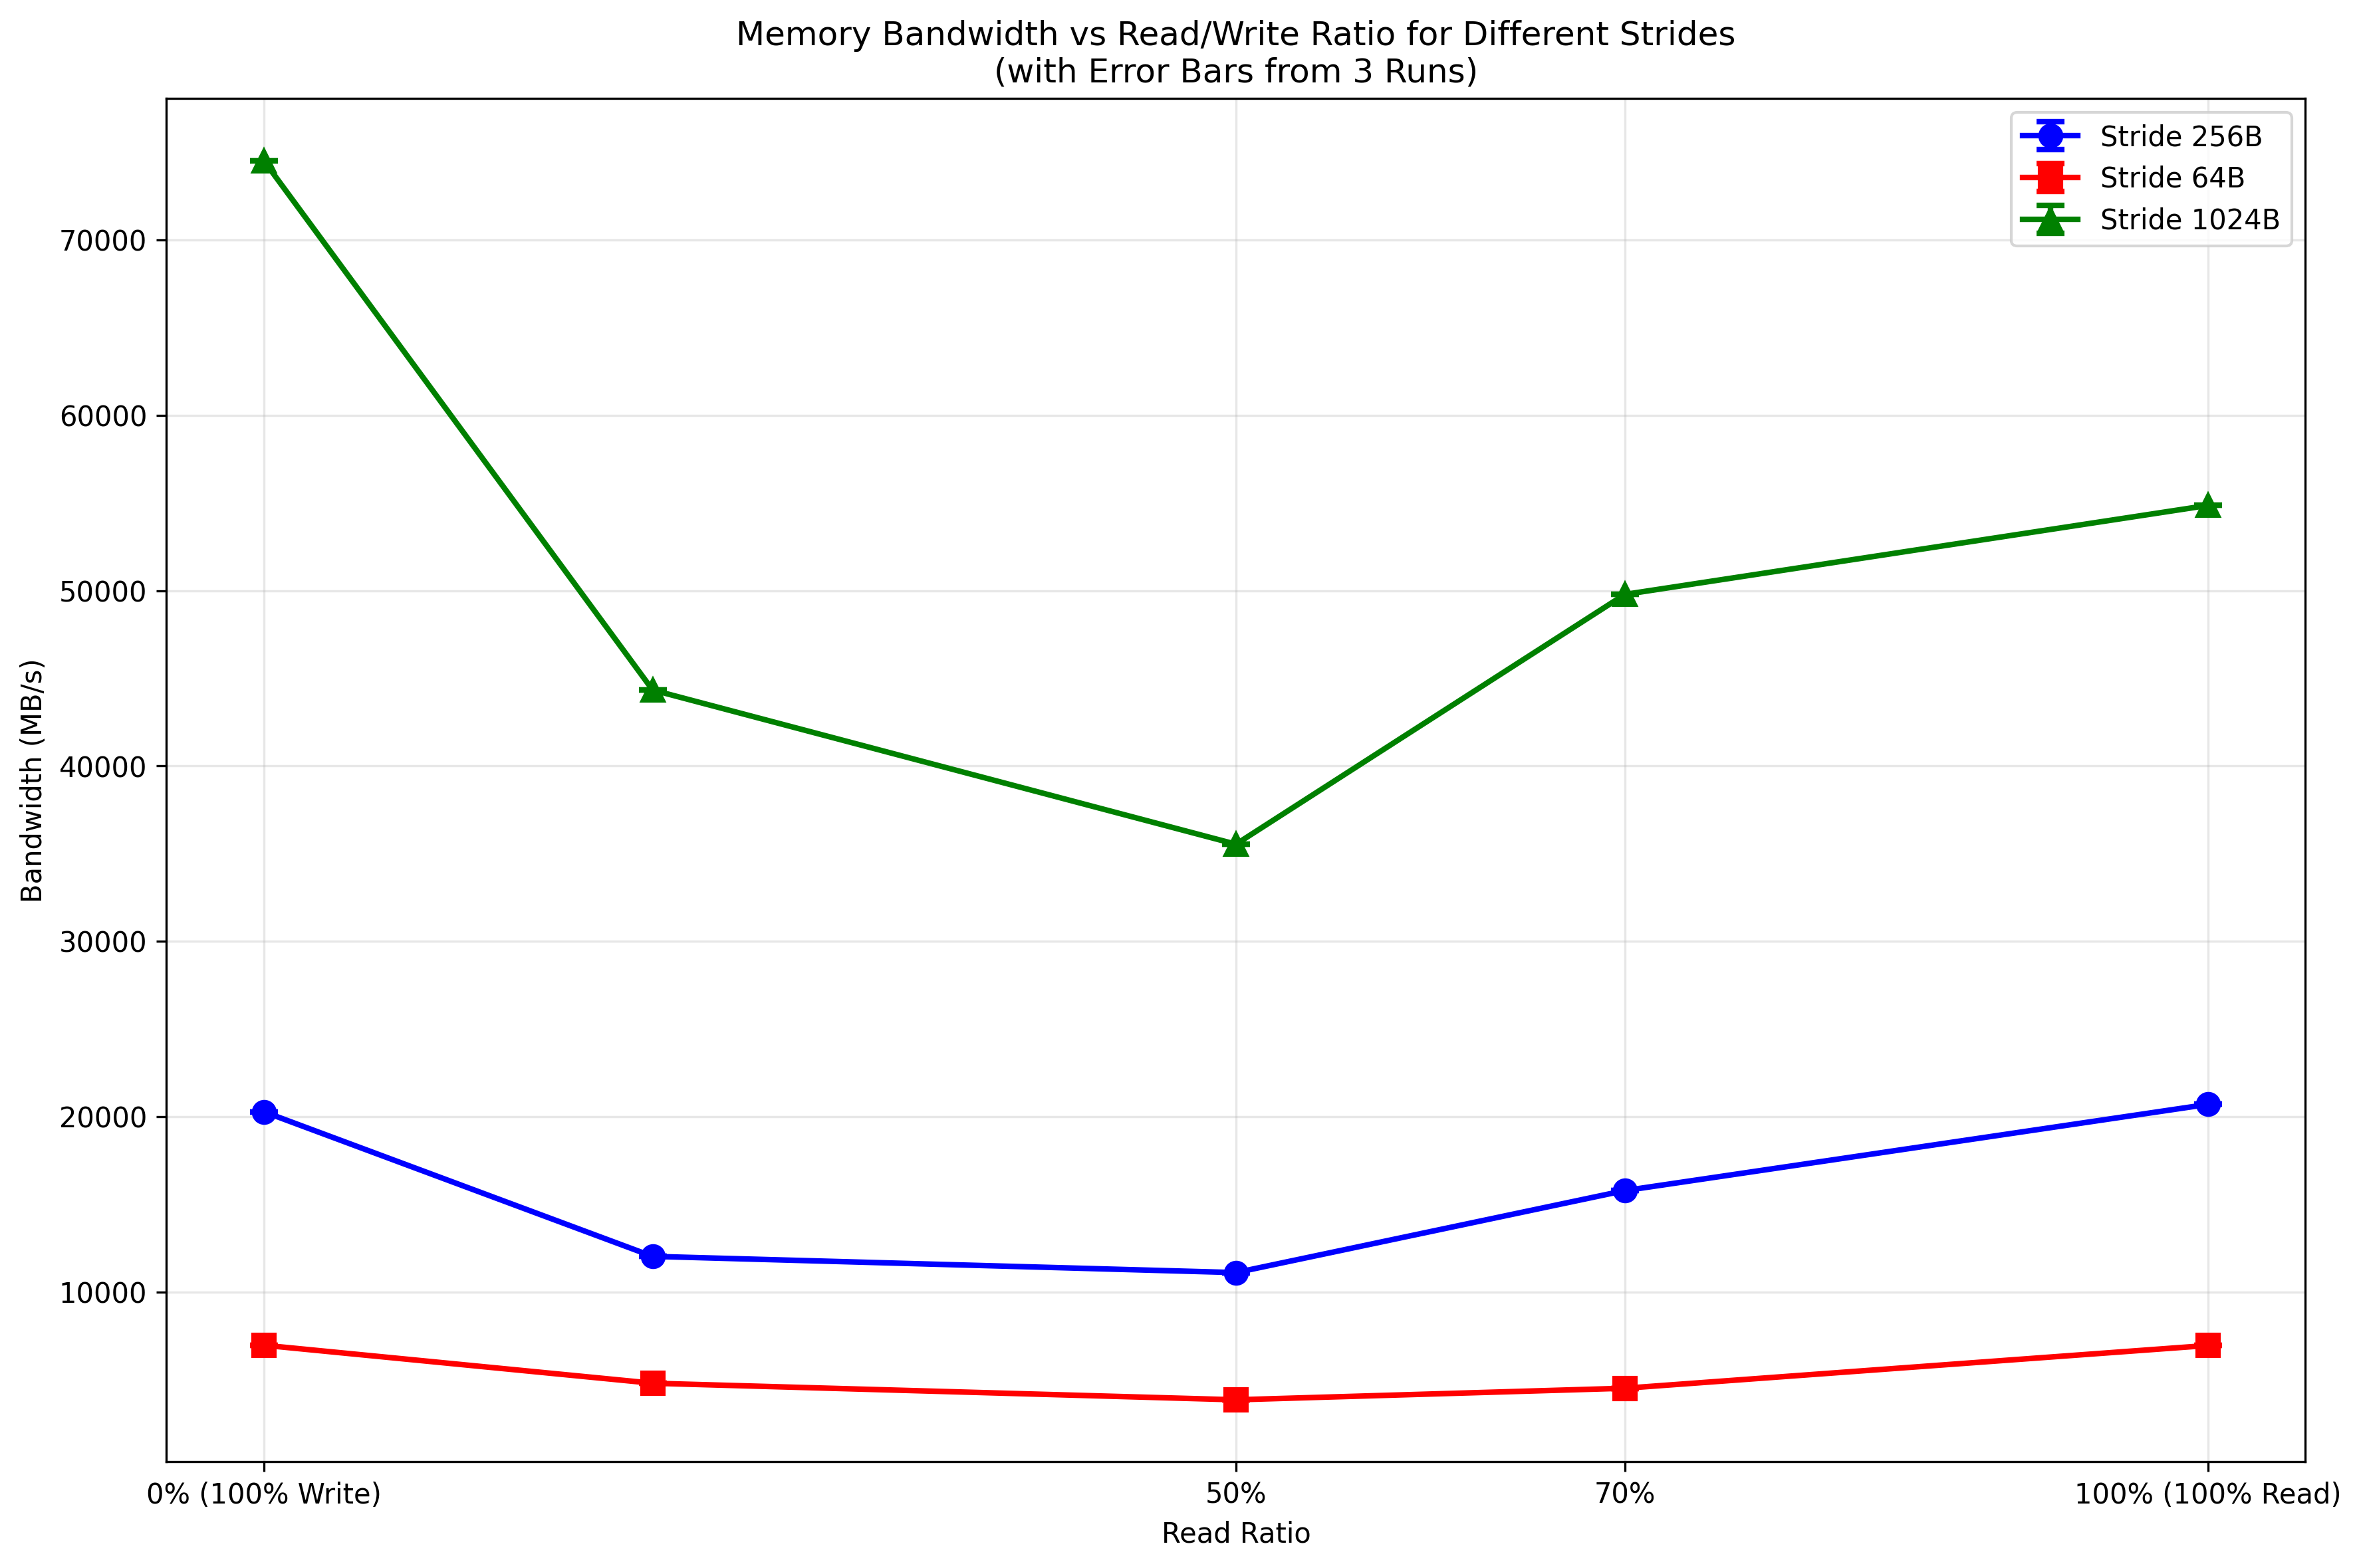 Memory Bandwidth vs Read/Write Ratio for Different Strides
(with Error Bars from 3 Runs)
Stride 256B
Stride 64B
Stride 1024B
Bandwidth (MB/s)
70000
60000
50000
40000
30000
20000
10000
0% (100% Write)
50%
70%
100% (100% Read)
Read Ratio